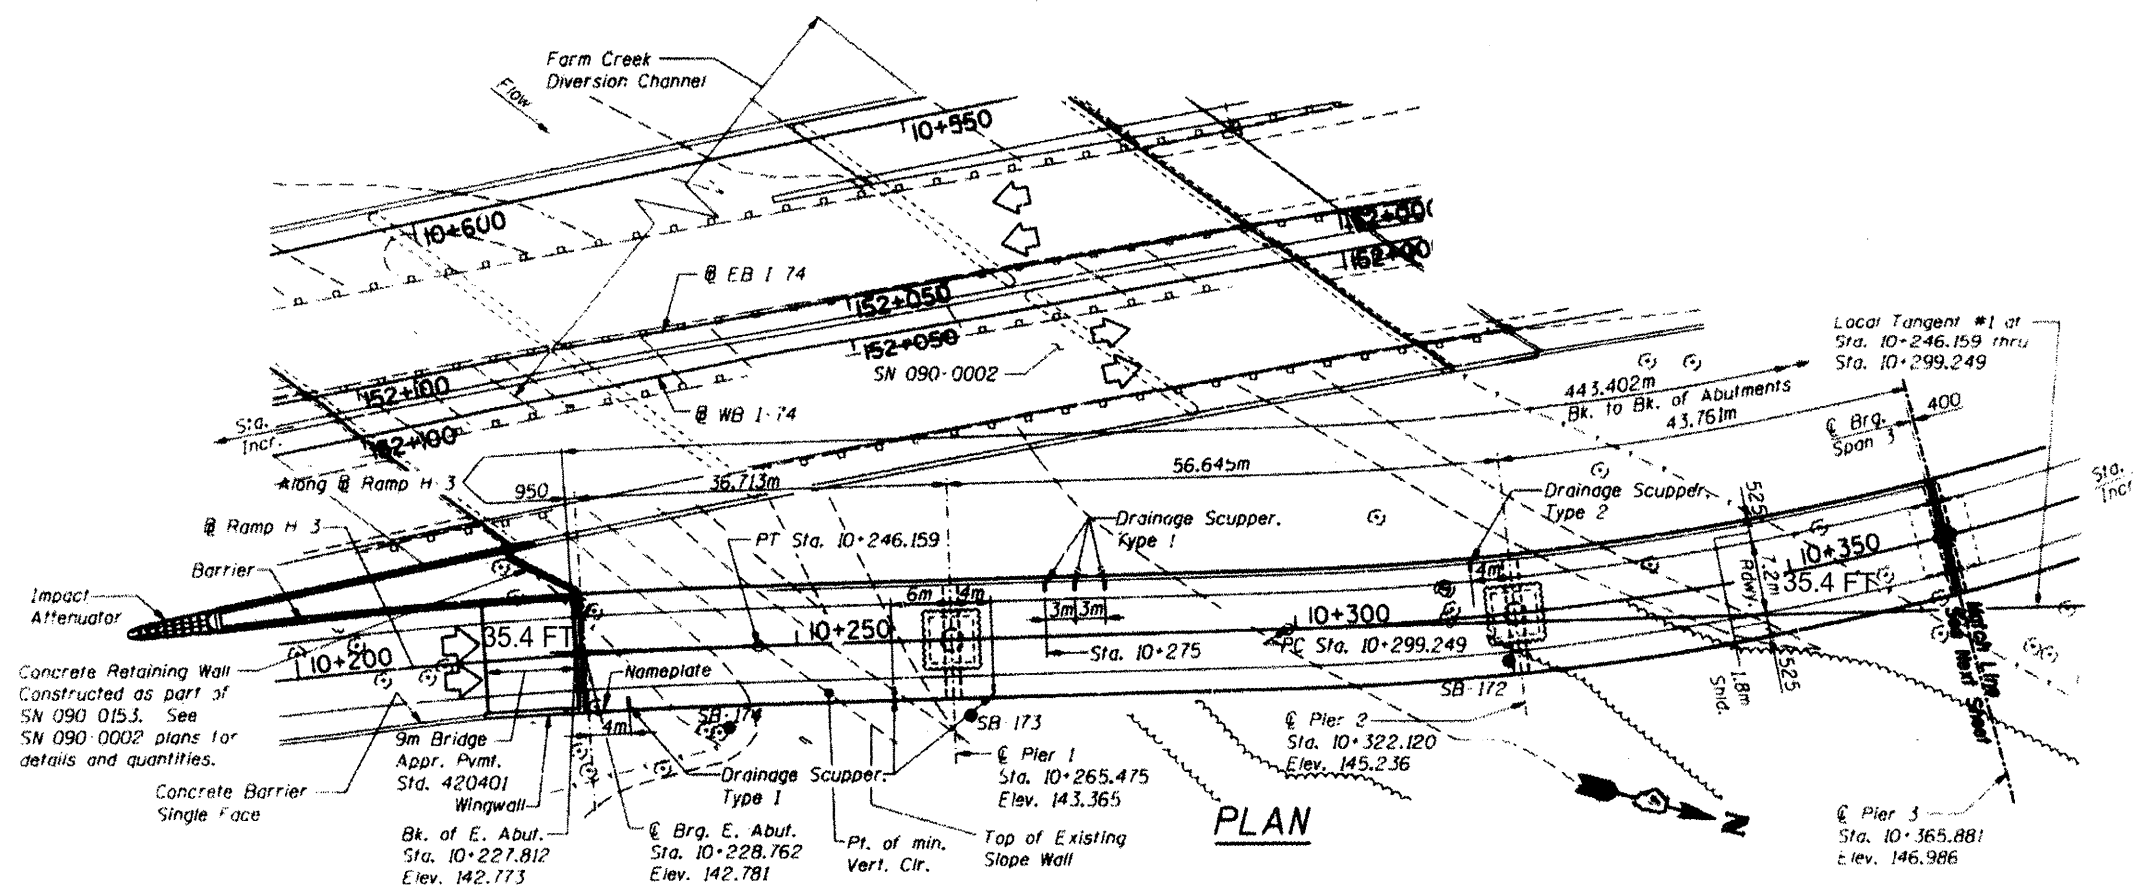 Farm Creek
Diversion Channel
Flow
10+550
10+600
℄ EB I-74
152+000
152+00
152+050
152+050
SN 090-0002
152+100
152+100
℄ WB I-74
Sta.
Incr.
Along ℄ Ramp H-3
Local Tangent #1 at
Sta. 10+246.159 thru
Sta. 10+299.249
443.402m
Bk. to Bk. of Abutments
43.761m
400
℄ Brg.
Span 3
56.645m
36.713m
950
Sta.
Incr
℄ Ramp H-3
PT Sta. 10+246.159
Drainage Scupper.
Type 1
Drainage Scupper.
Type 2
525
Barrier
Impact
Attenuator
6m
4m
3m
3m
4m
10+350
7.2m
Rdwy.
35.4 FT
35.4 FT
10+250
10+300
10+200
Sta. 10+275
PC Sta. 10+299.249
Concrete Retaining Wall
Constructed as part of
SN 090 0153. See
SN 090-0002 plans for
details and quantities.
Nameplate
SB-174
4m
SB-173
SB-172
1.8m
Shld.
525
Match Line
See Next Sheet
9m Bridge
Appr. Pvmt.
Std. 420401
Wingwall
Concrete Barrier
Single Face
Drainage Scupper.
Type 1
℄ Pier 1
Sta. 10+265.475
Elev. 143.365
℄ Pier 2
Sta. 10+322.120
Elev. 145.236
℄ Pier 3
Sta. 10+365.881
Elev. 146.986
PLAN
N
Bk. of E. Abut.
Sta. 10+227.812
Elev. 142.773
℄ Brg. E. Abut.
Sta. 10+228.762
Elev. 142.781
Pt. of min.
Vert. Clr.
Top of Existing
Slope Wall